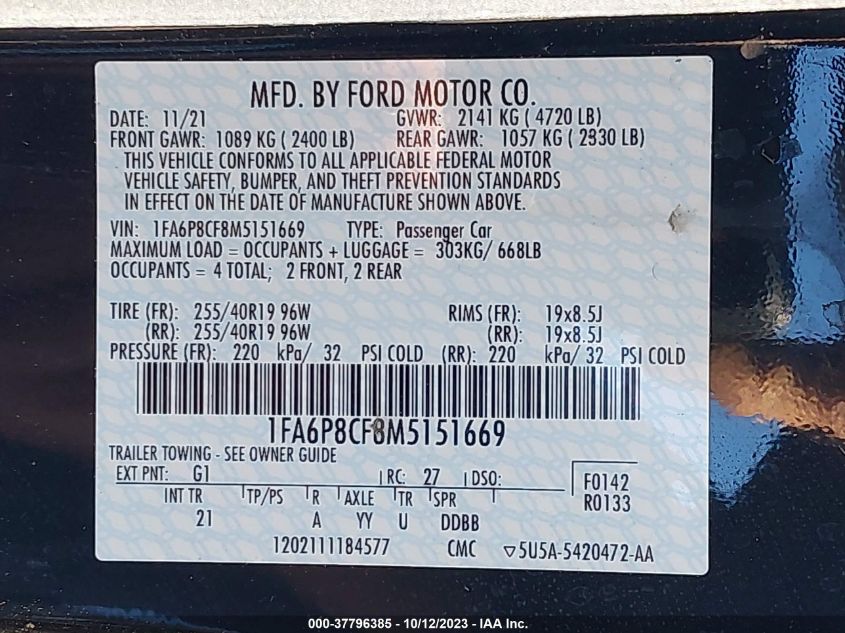 MFD. BY FORD MOTOR CO.
DATE: 11/21 GVWR: 2141 KG ( 4720 LB)
FRONT GAWR: 1089 KG ( 2400 LB) REAR GAWR: 1057 KG ( 2330 LB)
THIS VEHICLE CONFORMS TO ALL APPLICABLE FEDERAL MOTOR
VEHICLE SAFETY, BUMPER, AND THEFT PREVENTION STANDARDS
IN EFFECT ON THE DATE OF MANUFACTURE SHOWN ABOVE.
VIN: 1FA6P8CF8M5151669 TYPE: Passenger Car
MAXIMUM LOAD = OCCUPANTS + LUGGAGE = 303KG/ 668LB
OCCUPANTS = 4 TOTAL; 2 FRONT, 2 REAR
TIRE (FR): 255/40R19 96W RIMS (FR): 19x8.5J
(RR): 255/40R19 96W (RR): 19x8.5J
PRESSURE (FR): 220 kPa/ 32 PSI COLD (RR): 220 kPa/ 32 PSI COLD
1FA6P8CF8M5151669
TRAILER TOWING - SEE OWNER GUIDE
EXT PNT: G1 RC: 27 DSO: F0142
R0133
INT TR TP/PS R AXLE TR SPR
21 A YY U DDBB
1202111184577 CMC ▽5U5A-5420472-AA
000-37796385 - 10/12/2023 - IAA Inc.